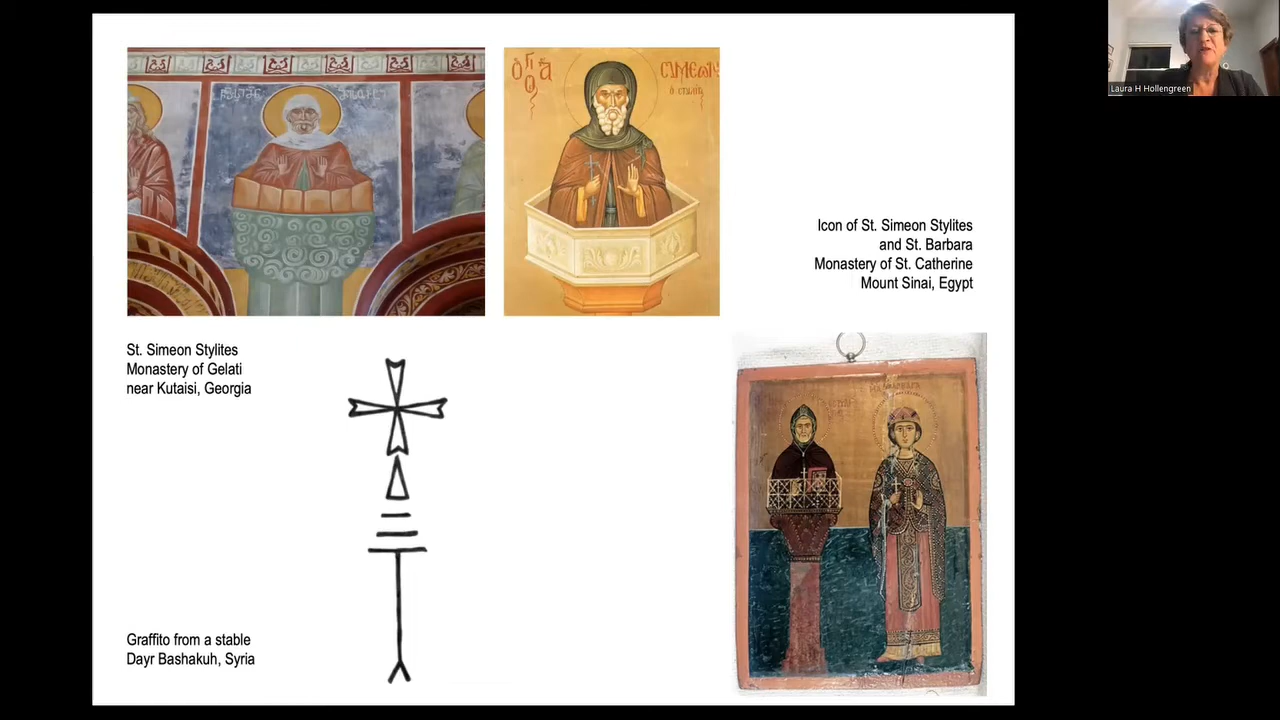 Laura H Hollengreen
Icon of St. Simeon Stylites
and St. Barbara
Monastery of St. Catherine
Mount Sinai, Egypt
St. Simeon Stylites
Monastery of Gelati
near Kutaisi, Georgia
Graffito from a stable
Dayr Bashakuh, Syria